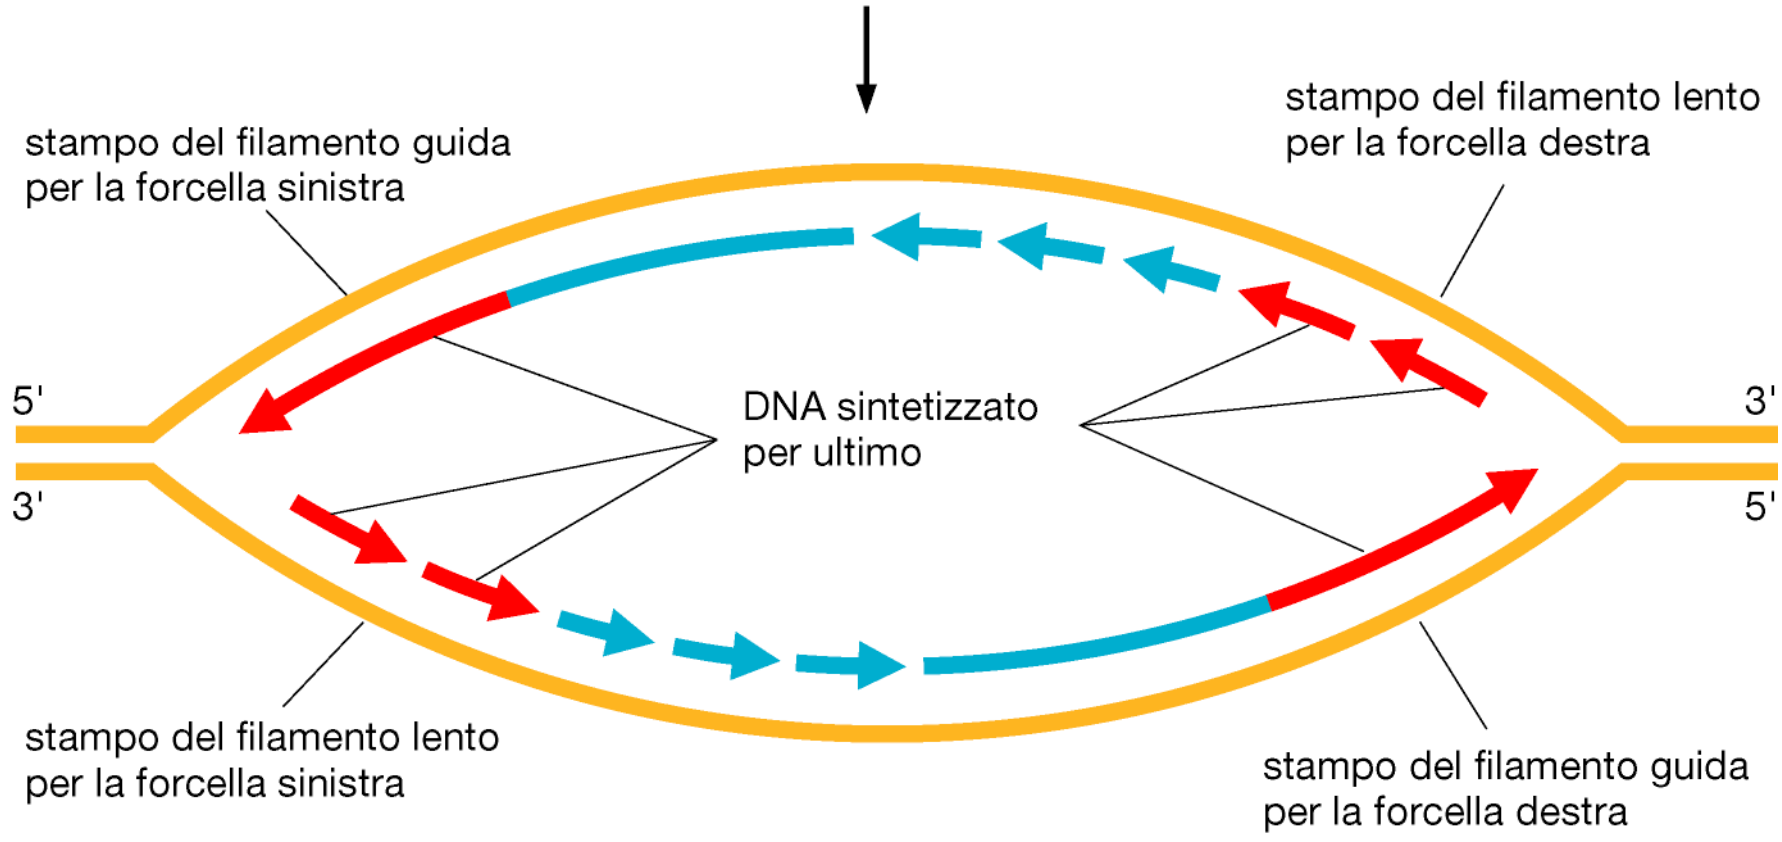 stampo del filamento guida
per la forcella sinistra
stampo del filamento lento
per la forcella destra
5'
3'
DNA sintetizzato
per ultimo
3'
5'
stampo del filamento lento
per la forcella sinistra
stampo del filamento guida
per la forcella destra